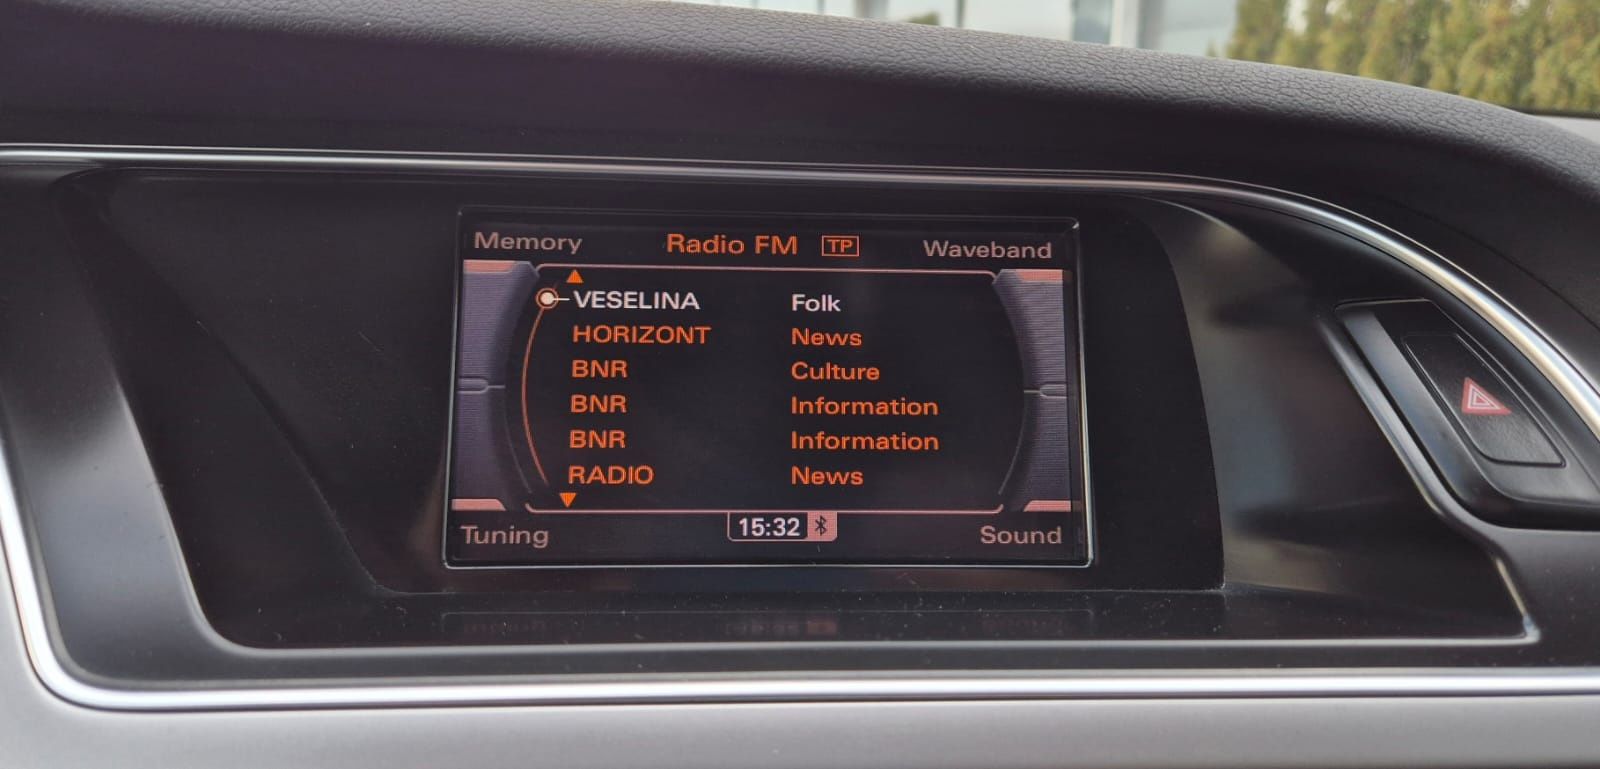 Memory Radio FM TP Waveband
VESELINA Folk
HORIZONT News
BNR Culture
BNR Information
BNR Information
RADIO News
Tuning 15:32 Sound